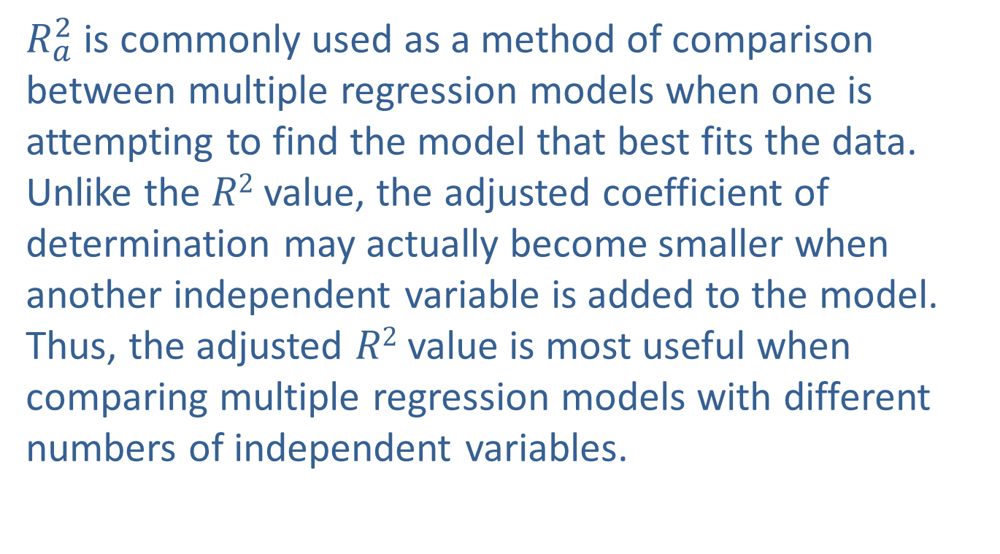 $R_a^2$ is commonly used as a method of comparison
between multiple regression models when one is
attempting to find the model that best fits the data.
Unlike the $R^2$ value, the adjusted coefficient of
determination may actually become smaller when
another independent variable is added to the model.
Thus, the adjusted $R^2$ value is most useful when
comparing multiple regression models with different
numbers of independent variables.